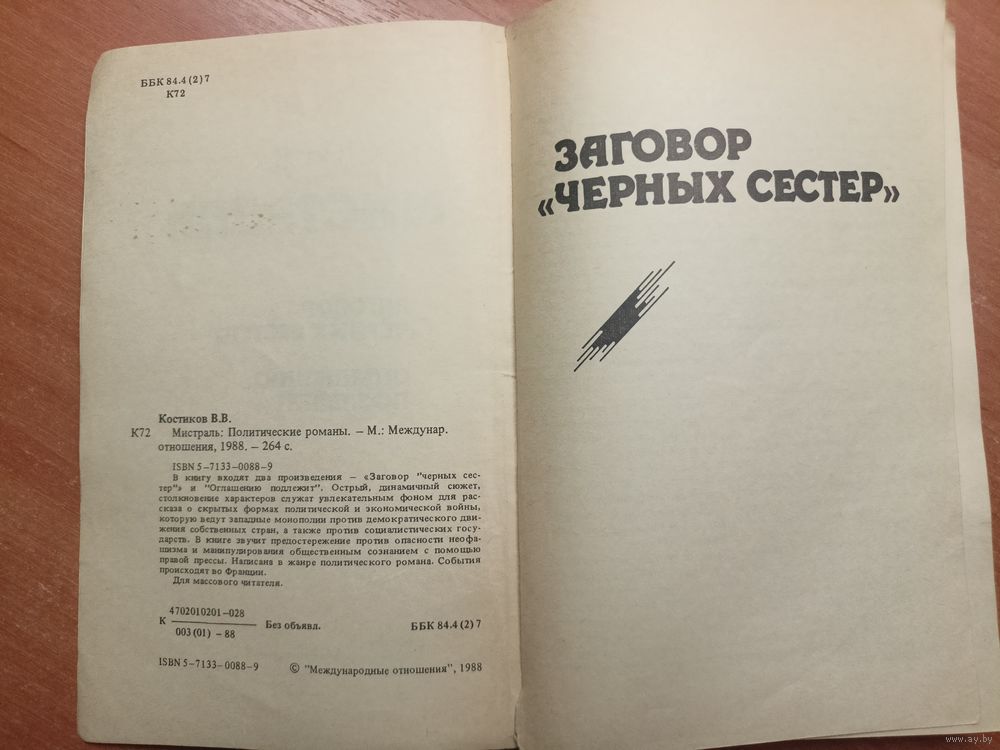 ББК 84.4(2)7
К72
Костиков В.В.
К72 Мистраль: Политические романы. – М.: Междунар.
отношения, 1988. – 264 с.
ISBN 5–7133–0088–9
В книгу входят два произведения – «Заговор "черных сес-
тер"» и "Оглашению подлежит". Острый, динамичный сюжет,
столкновение характеров служат увлекательным фоном для рас-
сказа о скрытых формах политической и экономической войны,
которую ведут западные монополии против демократического дви-
жения собственных стран, а также против социалистических госу-
дарств. В книге звучит предостережение против опасности неофа-
шизма и манипулирования общественным сознанием с помощью
правой прессы. Написана в жанре политического романа. События
происходят во Франции.
Для массового читателя.
К 4702010201–028
003(01) – 88
Без объявл.
ББК 84.4(2)7
ISBN 5–7133–0088–9
© "Международные отношения", 1988
ЗАГОВОР
«ЧЕРНЫХ СЕСТЕР»
www.ay.by